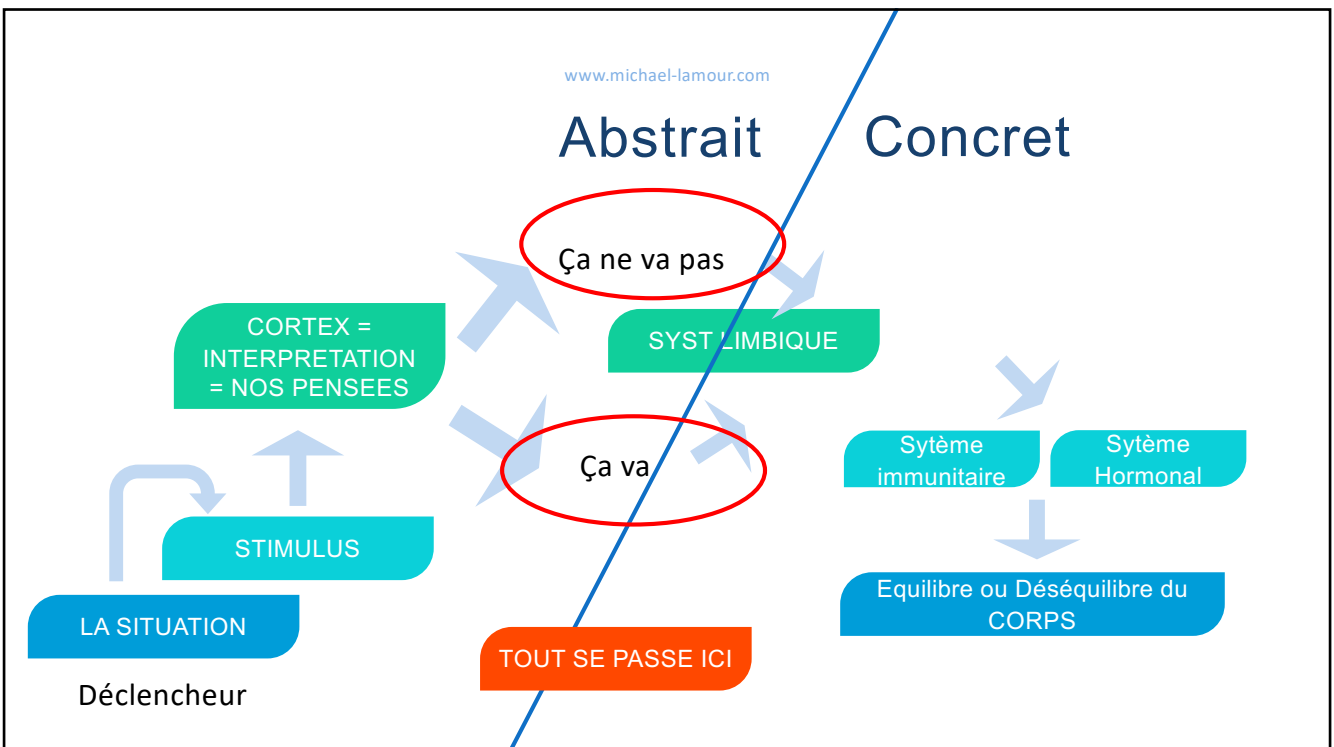 www.michael-lamour.com
Abstrait
Concret
Ça ne va pas
CORTEX =
INTERPRETATION
= NOS PENSEES
SYST LIMBIQUE
Ça va
Sytème
immunitaire
Sytème
Hormonal
STIMULUS
Equilibre ou Déséquilibre du
CORPS
LA SITUATION
TOUT SE PASSE ICI
Déclencheur